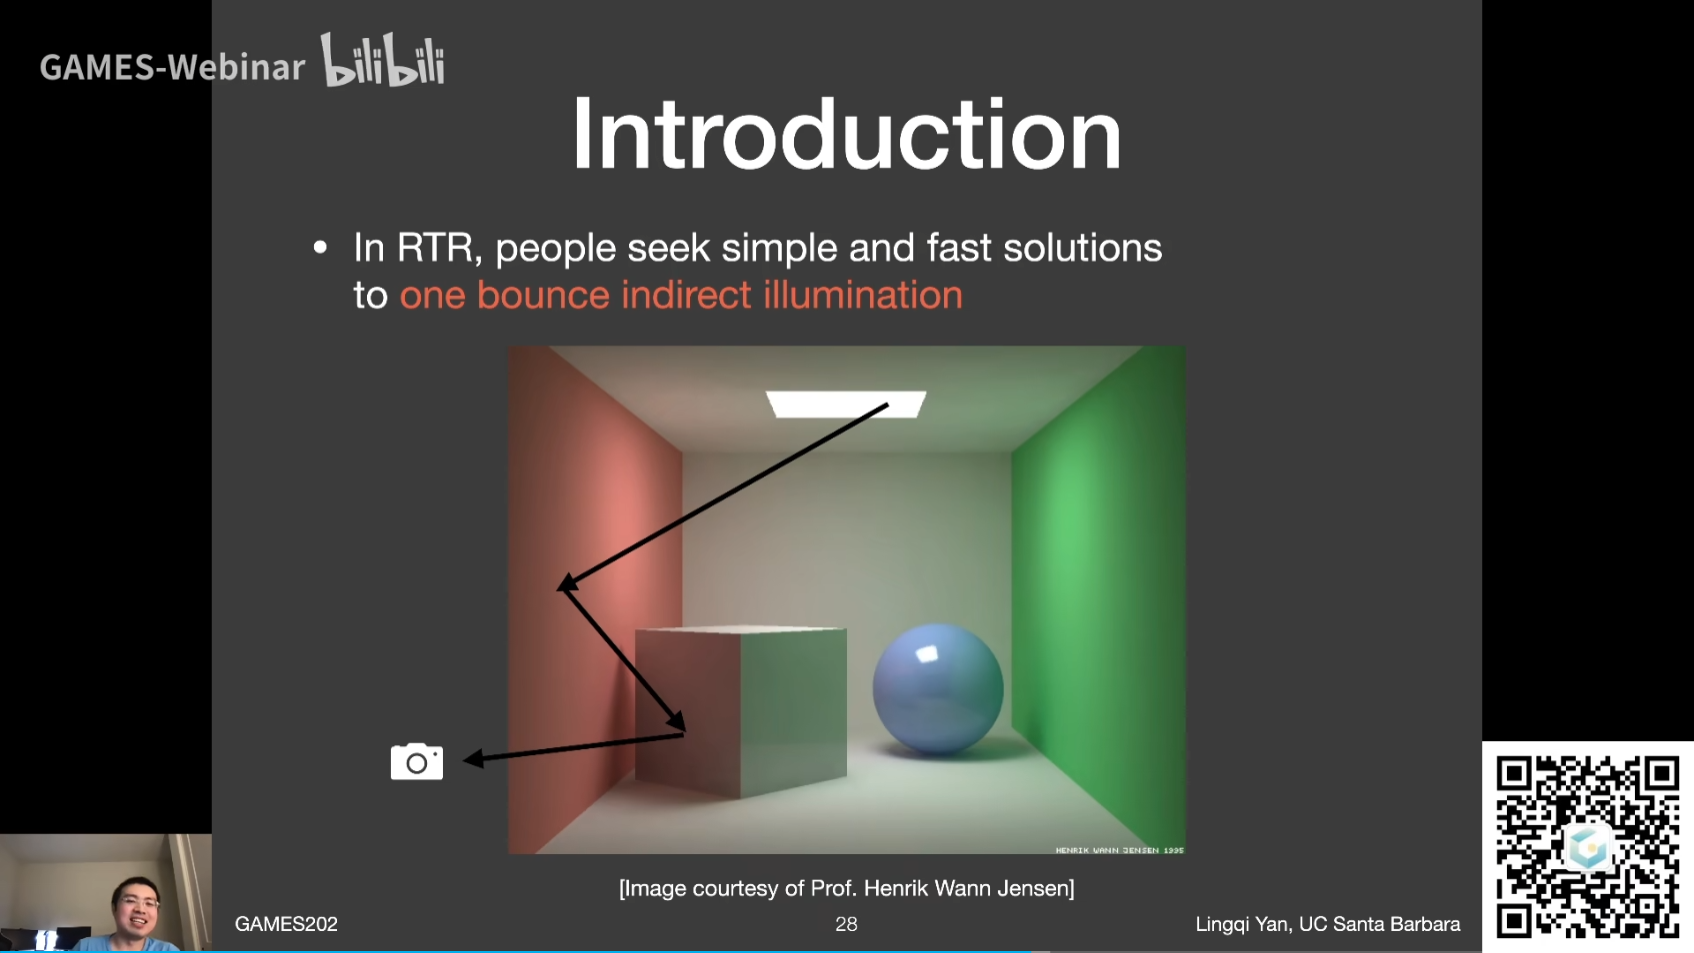 GAMES-Webinar bilibili
Introduction
• In RTR, people seek simple and fast solutions
to one bounce indirect illumination
HENRIK WANN JENSEN 1995
[Image courtesy of Prof. Henrik Wann Jensen]
GAMES202
28
Lingqi Yan, UC Santa Barbara